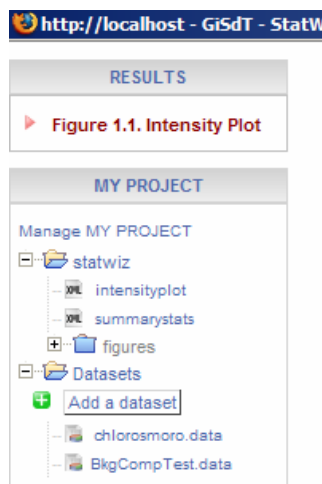 http://localhost - GiSdT - StatW
RESULTS
Figure 1.1. Intensity Plot
MY PROJECT
Manage MY PROJECT
statwiz
XML intensityplot
XML summarystats
figures
Datasets
Add a dataset
chlorosmoro.data
BkgCompTest.data